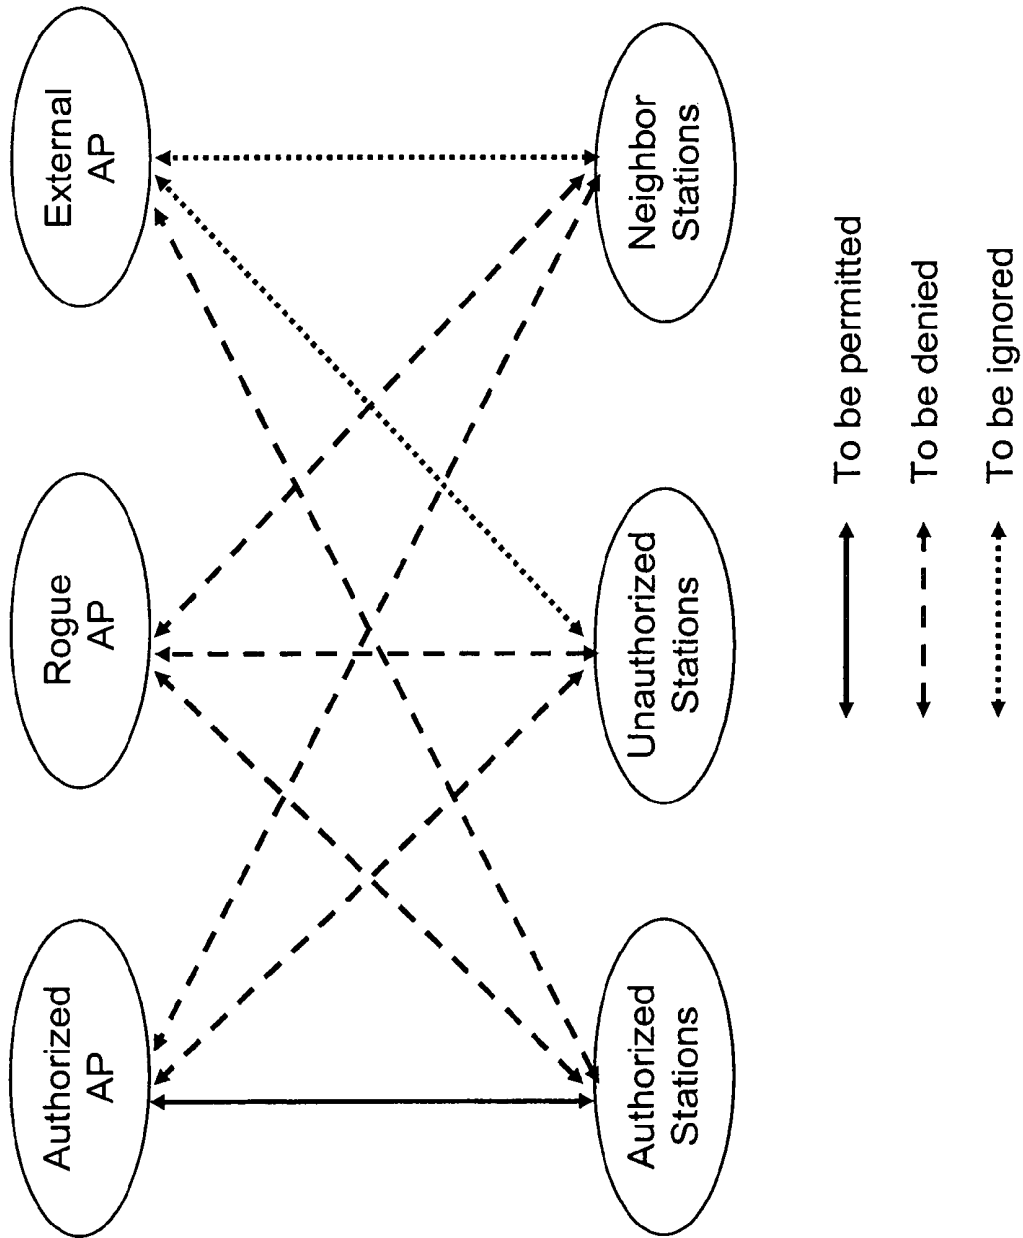 Authorized
AP
Rogue
AP
External
AP
Authorized
Stations
Unauthorized
Stations
Neighbor
Stations
To be permitted
To be denied
To be ignored